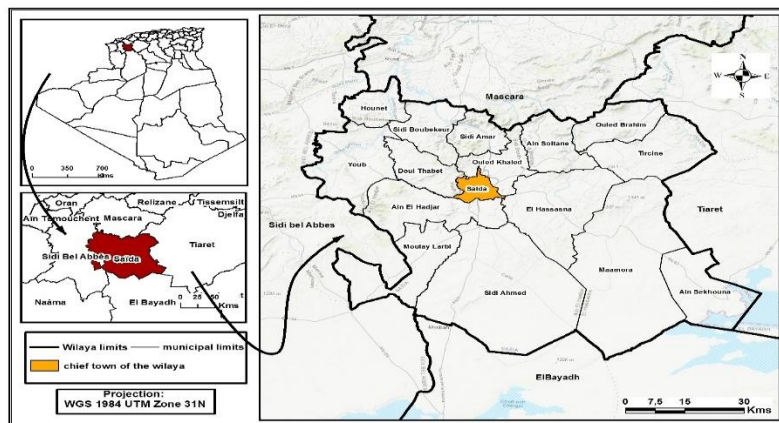 0 350 700
Kms
Oran
Relizane
Tissemsilt
Ain Temouchent
Mascara
Djelfa
Sidi Bel Abbès
Saïda
Tiaret
Naâma
El Bayadh
0 25 50
Kms
Wilaya limits
municipal limits
chief town of the wilaya
Projection:
WGS 1984 UTM Zone 31N
N
W
E
S
Mascara
Hounet
Sidi Boubekeur
Sidi Amar
Ouled Brahim
Ain Soltane
Tircine
Youb
Doui Thabet
Ouled Khaled
Saida
Ain El Hadjar
El Hassasna
Tiaret
Sidi bel Abbes
Moulay Larbi
Maamora
Sidi Ahmed
Ain Sekhouna
ElBayadh
0 7,5 15 30
Kms